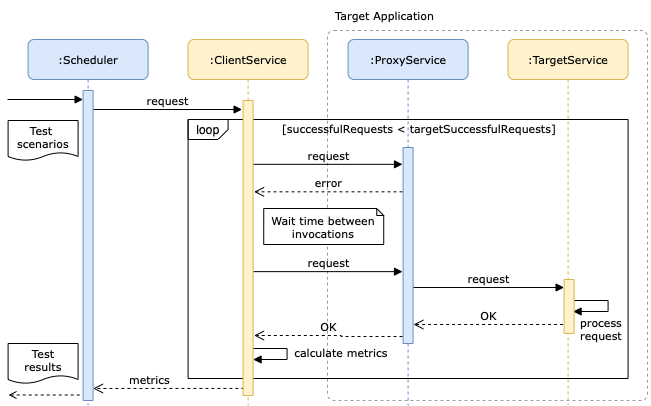 Target Application
:Scheduler
:ClientService
:ProxyService
:TargetService
request
Test
scenarios
loop
[successfulRequests < targetSuccessfulRequests]
request
error
Wait time between
invocations
request
request
OK
process
request
OK
Test
results
calculate metrics
metrics